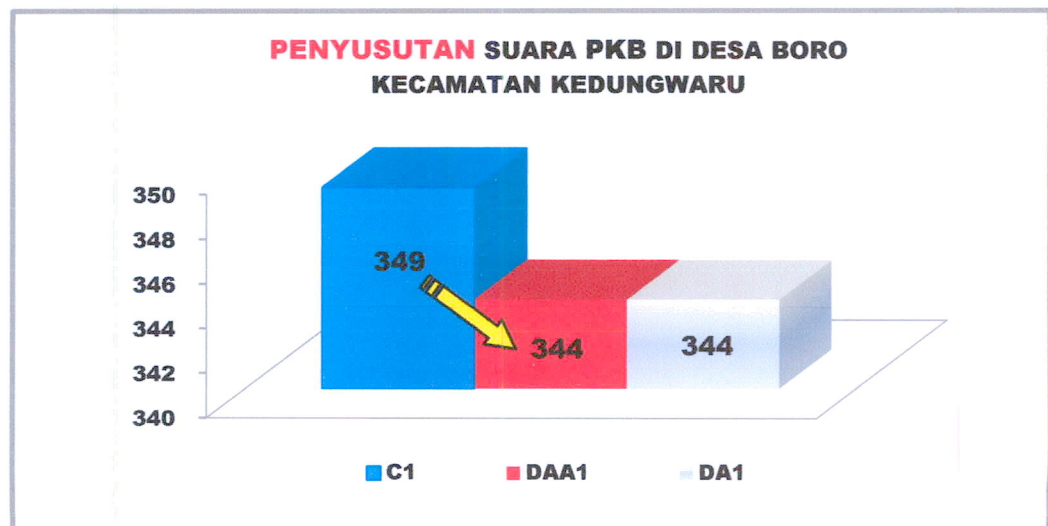 PENYUSUTAN SUARA PKB DI DESA BORO
KECAMATAN KEDUNGWARU
350
348
346
344
342
340
349
344
344
C1
DAA1
DA1